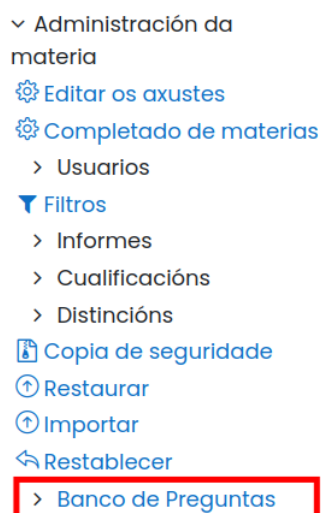 Administración da
materia
Editar os axustes
Completado de materias
Usuarios
Filtros
Informes
Cualificacións
Distincións
Copia de seguridade
Restaurar
Importar
Restablecer
Banco de Preguntas